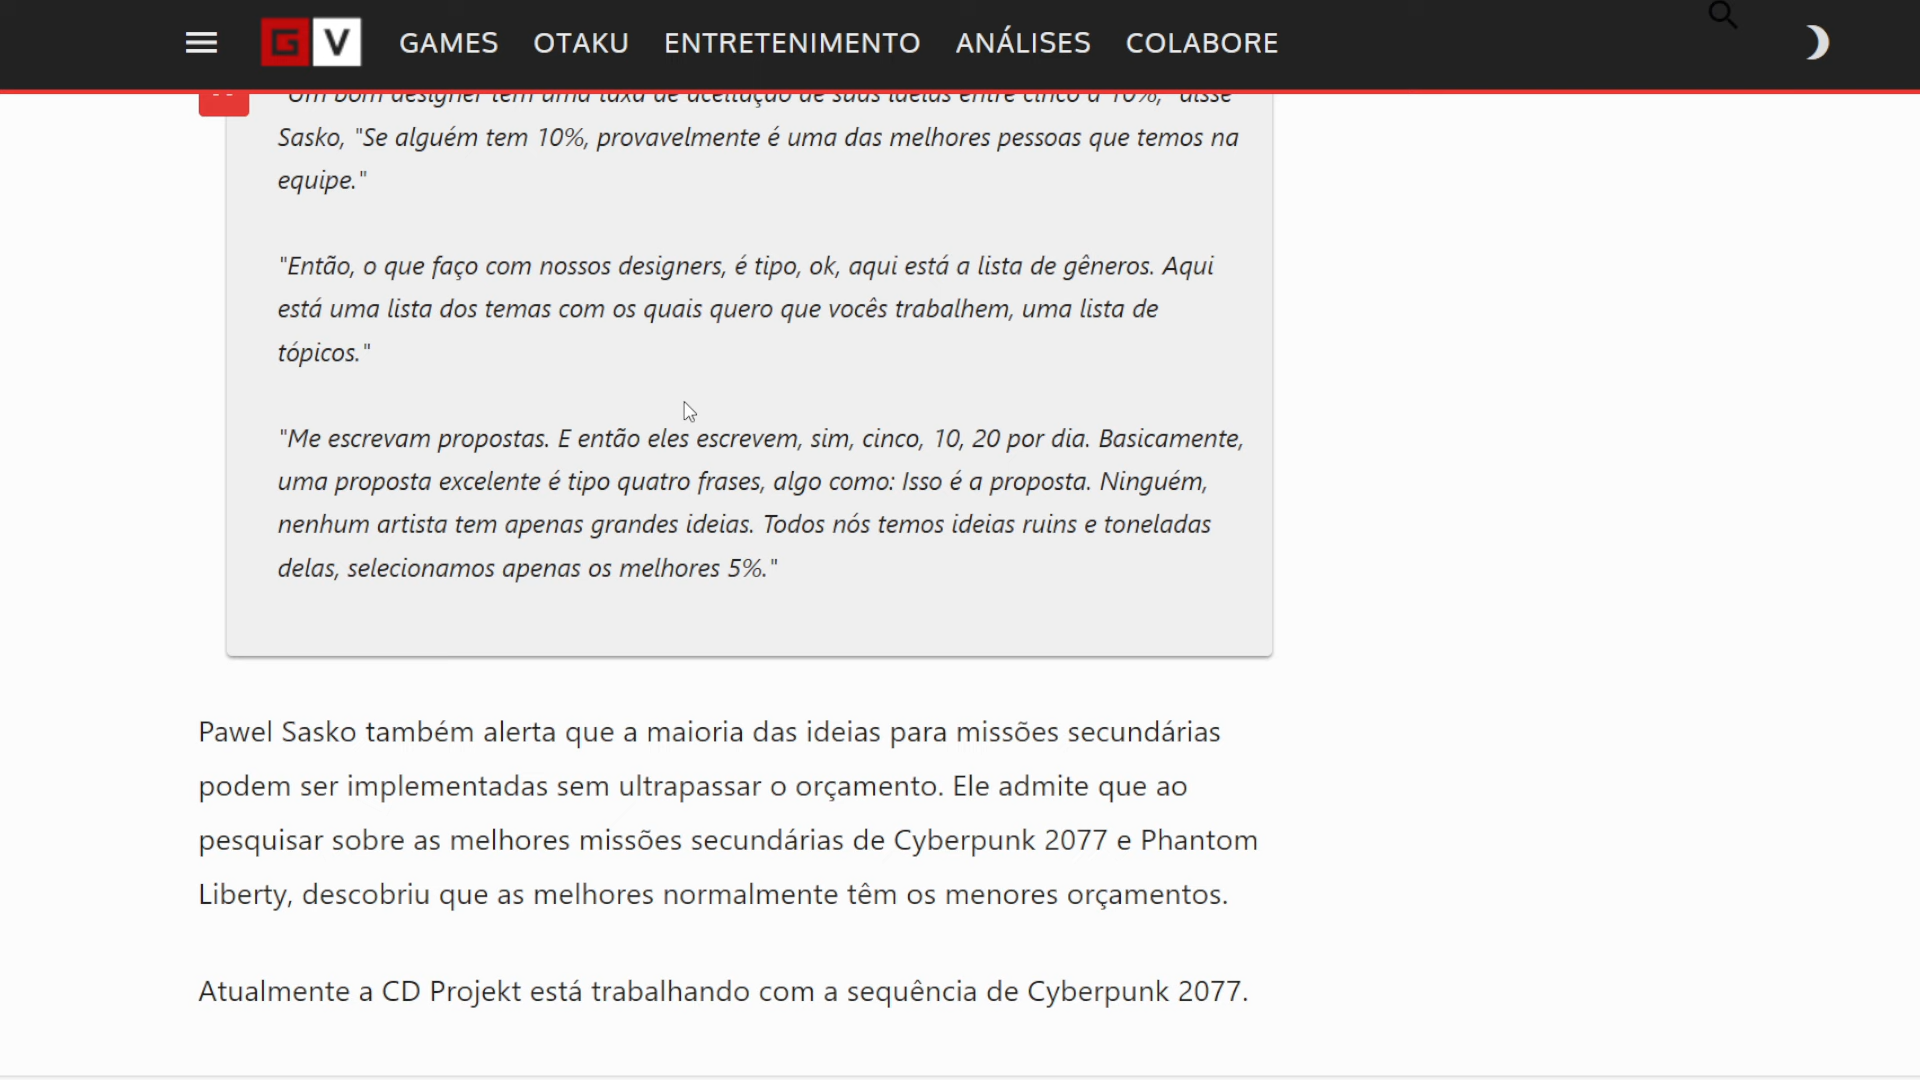 G V GAMES OTAKU ENTRETENIMENTO ANÁLISES COLABORE
"Um bom designer tem uma taxa de aceitação de suas ideias entre cinco a 10%," disse
Sasko, "Se alguém tem 10%, provavelmente é uma das melhores pessoas que temos na
equipe."
"Então, o que faço com nossos designers, é tipo, ok, aqui está a lista de gêneros. Aqui
está uma lista dos temas com os quais quero que vocês trabalhem, uma lista de
tópicos."
"Me escrevam propostas. E então eles escrevem, sim, cinco, 10, 20 por dia. Basicamente,
uma proposta excelente é tipo quatro frases, algo como: Isso é a proposta. Ninguém,
nenhum artista tem apenas grandes ideias. Todos nós temos ideias ruins e toneladas
delas, selecionamos apenas os melhores 5%."
Pawel Sasko também alerta que a maioria das ideias para missões secundárias
podem ser implementadas sem ultrapassar o orçamento. Ele admite que ao
pesquisar sobre as melhores missões secundárias de Cyberpunk 2077 e Phantom
Liberty, descobriu que as melhores normalmente têm os menores orçamentos.
Atualmente a CD Projekt está trabalhando com a sequência de Cyberpunk 2077.